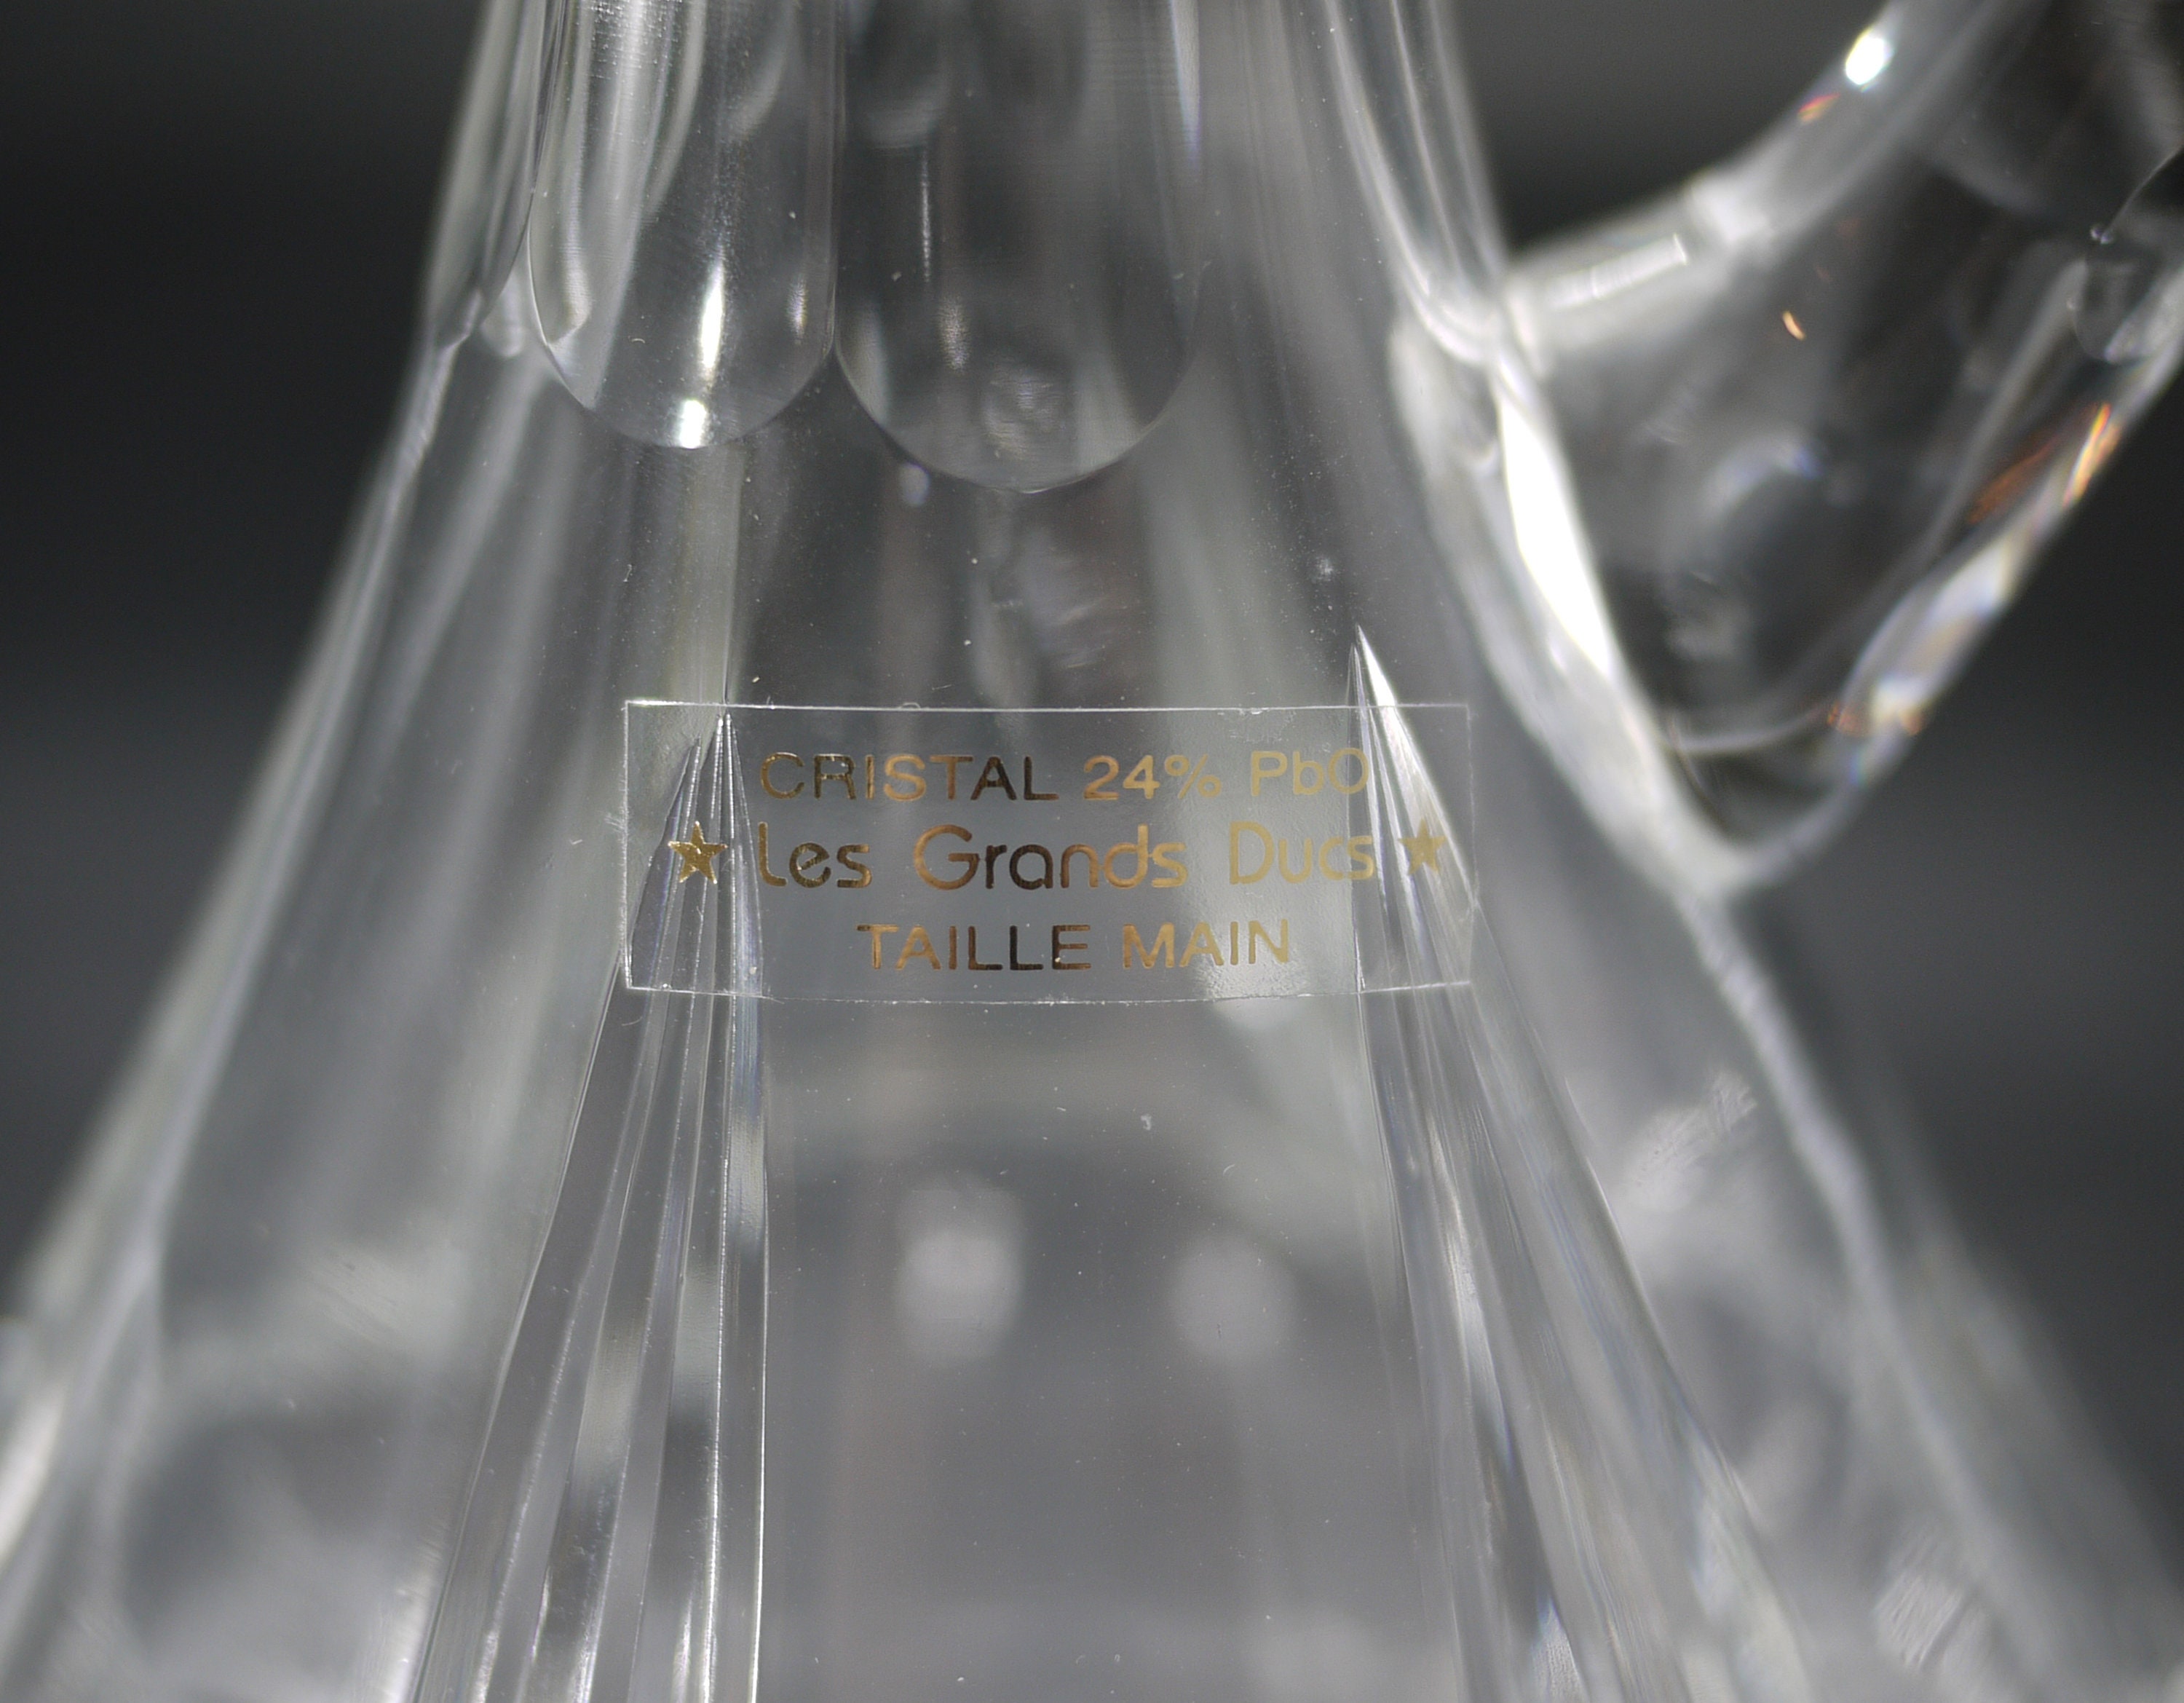 CRISTAL 24% PbO
★ Les Grands Ducs ★
TAILLE MAIN